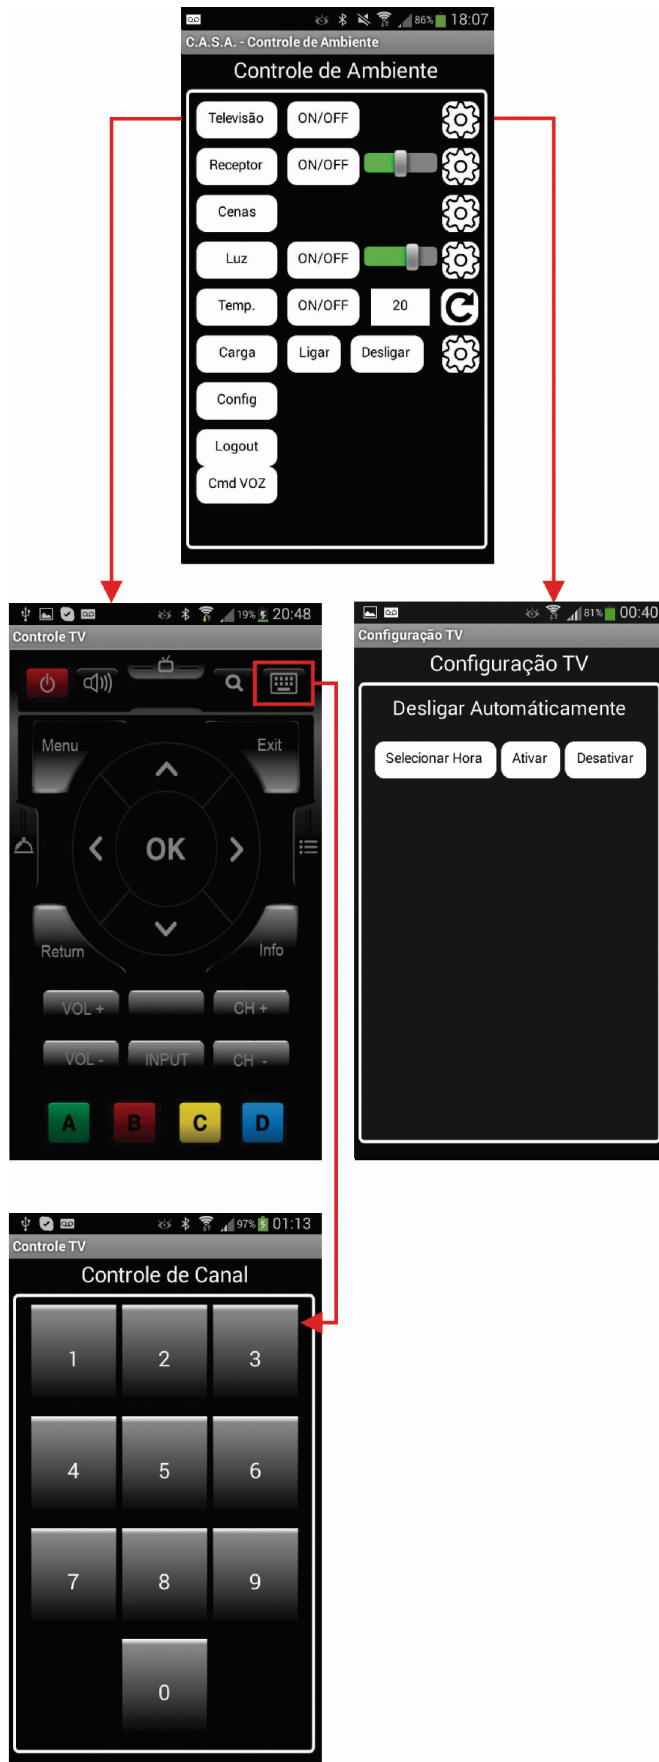 86% 18:07
C.A.S.A. - Controle de Ambiente
Controle de Ambiente
Televisão ON/OFF
Receptor ON/OFF
Cenas
Luz ON/OFF
Temp. ON/OFF 20
Carga Ligar Desligar
Config
Logout
Cmd VOZ
19% 20:48
Controle TV
Menu Exit
OK
Return Info
VOL + CH +
VOL - INPUT CH -
A B C D
81% 00:40
Configuração TV
Configuração TV
Desligar Automáticamente
Selecionar Hora Ativar Desativar
97% 01:13
Controle TV
Controle de Canal
1 2 3
4 5 6
7 8 9
0